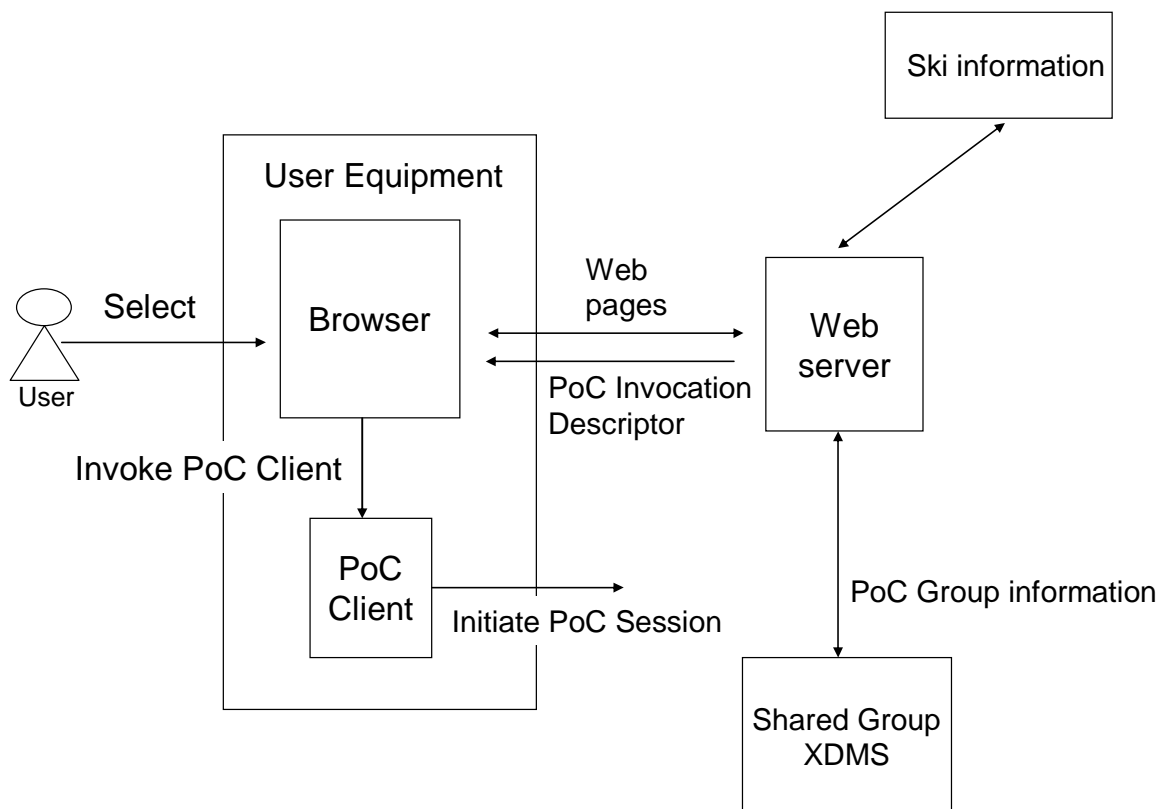 Ski information
User Equipment
Browser
Web
pages
Web
server
Select
User
PoC Invocation
Descriptor
Invoke PoC Client
PoC
Client
Initiate PoC Session
PoC Group information
Shared Group
XDMS